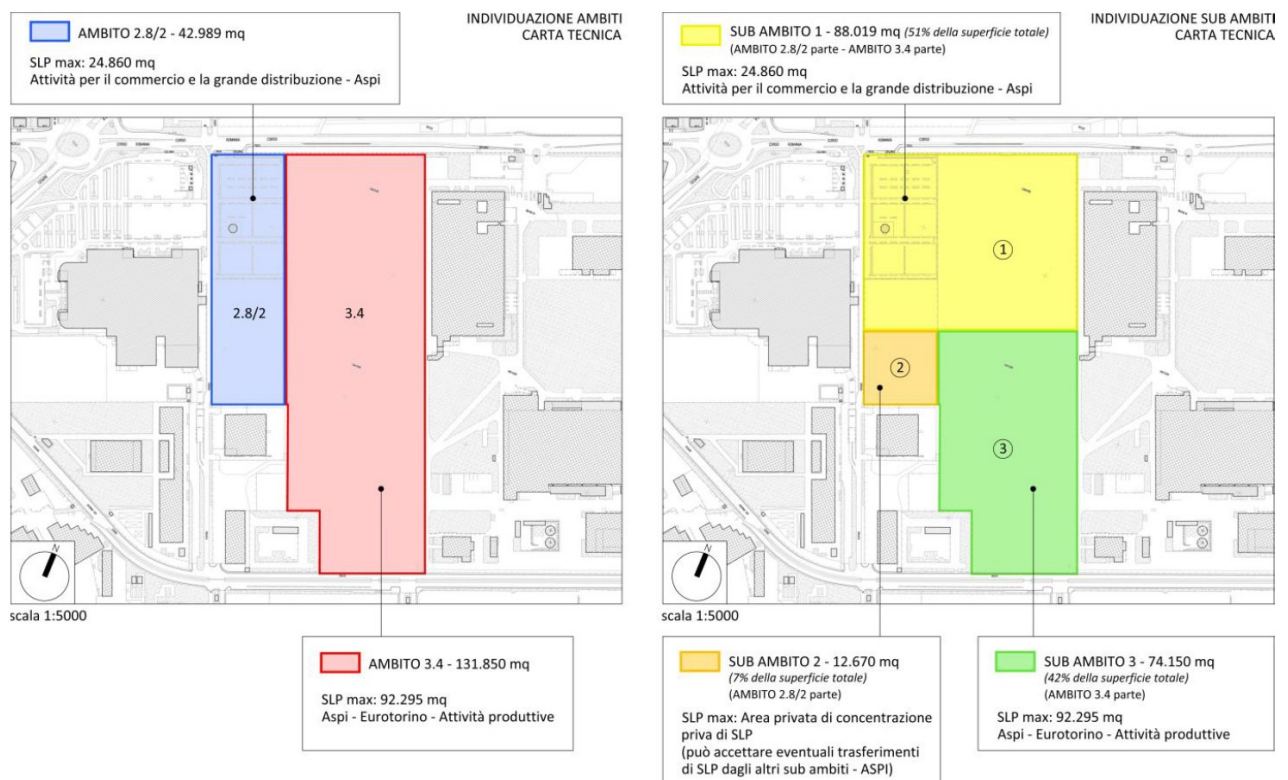 AMBITO 2.8/2 - 42.989 mq
SLP max: 24.860 mq
Attività per il commercio e la grande distribuzione - Aspi
INDIVIDUAZIONE AMBITI
CARTA TECNICA
2.8/2
3.4
N
scala 1:5000
AMBITO 3.4 - 131.850 mq
SLP max: 92.295 mq
Aspi - Eurotorino - Attività produttive
SUB AMBITO 1 - 88.019 mq (51% della superficie totale)
(AMBITO 2.8/2 parte - AMBITO 3.4 parte)
SLP max: 24.860 mq
Attività per il commercio e la grande distribuzione - Aspi
INDIVIDUAZIONE SUB AMBITI
CARTA TECNICA
1
2
3
N
scala 1:5000
SUB AMBITO 2 - 12.670 mq
(7% della superficie totale)
(AMBITO 2.8/2 parte)
SLP max: Area privata di concentrazione
priva di SLP
(può accettare eventuali trasferimenti
di SLP dagli altri sub ambiti - ASPI)
SUB AMBITO 3 - 74.150 mq
(42% della superficie totale)
(AMBITO 3.4 parte)
SLP max: 92.295 mq
Aspi - Eurotorino - Attività produttive